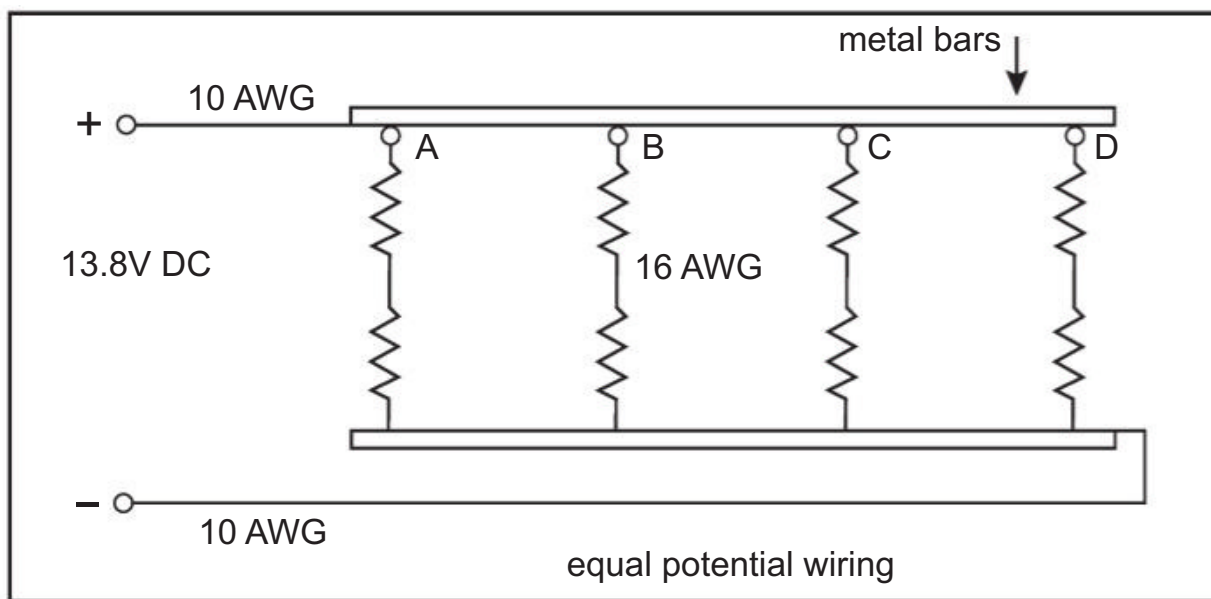 metal bars
10 AWG
+
A
B
C
D
13.8V DC
16 AWG
−
10 AWG
equal potential wiring